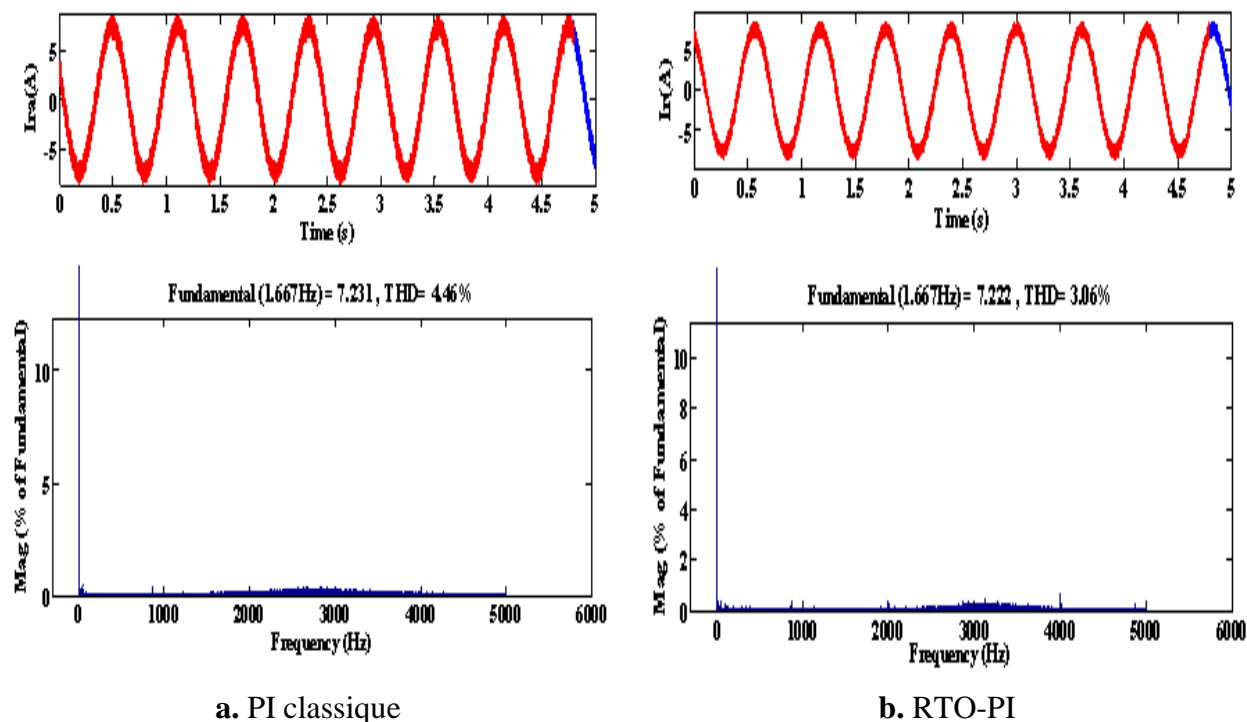 Ira(A)
5
0
-5
0 0.5 1 1.5 2 2.5 3 3.5 4 4.5 5
Time (s)
Fundamental (1.667Hz) = 7.231 , THD= 4.46%
Mag (% of Fundamental)
10
5
0
0 1000 2000 3000 4000 5000 6000
Frequency (Hz)
a. PI classique
Ir(A)
5
0
-5
0 0.5 1 1.5 2 2.5 3 3.5 4 4.5 5
Time (s)
Fundamental (1.667Hz) = 7.222 , THD= 3.06%
Mag (% of Fundamental)
10
8
6
4
2
0
0 1000 2000 3000 4000 5000 6000
Frequency (Hz)
b. RTO-PI